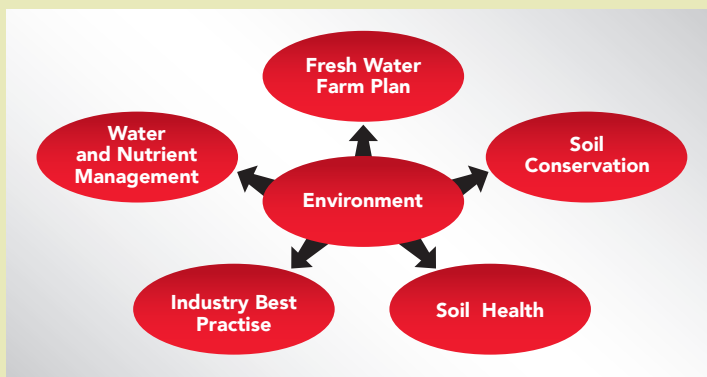 Fresh Water
Farm Plan
Water
and Nutrient
Management
Soil
Conservation
Environment
Industry Best
Practise
Soil Health